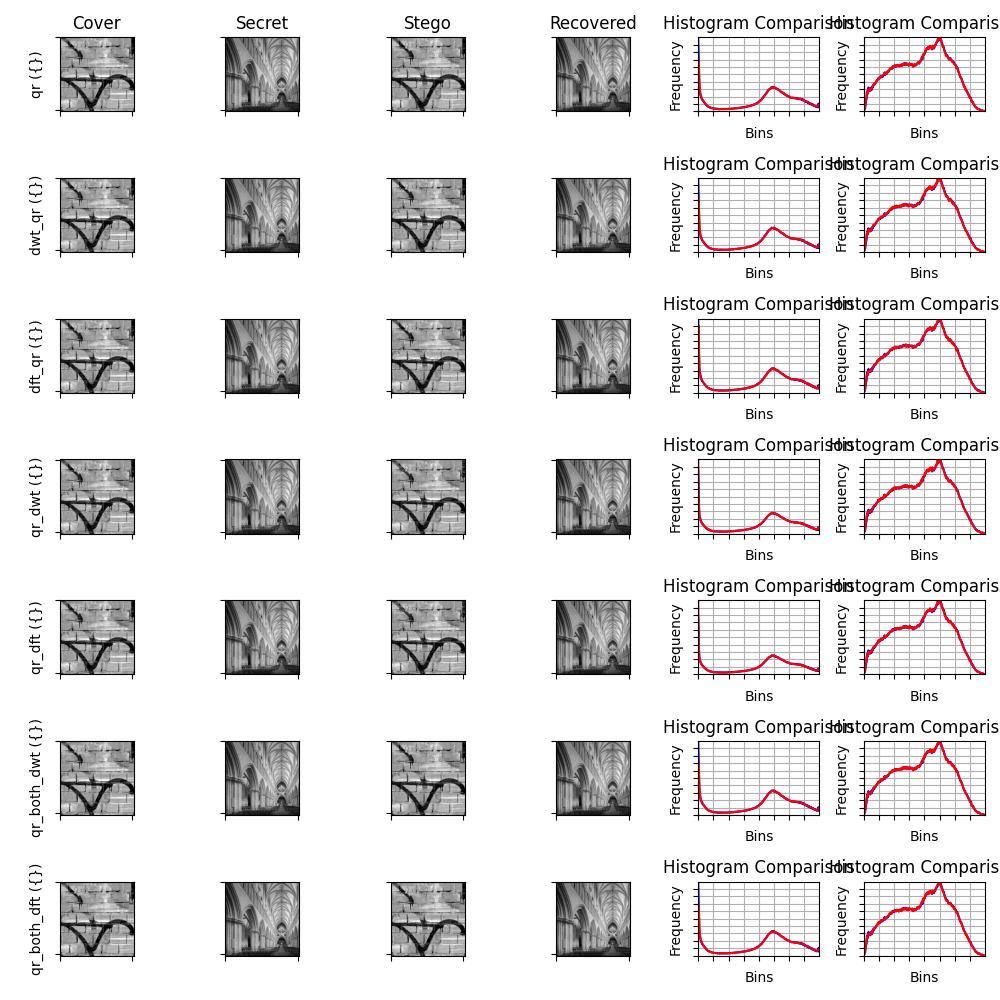 Cover Secret Stego Recovered Histogram Comparison Histogram Comparis
qr ({}) Frequency Frequency
Bins Bins
Histogram Comparison Histogram Comparis
dwt_qr ({}) Frequency Frequency
Bins Bins
Histogram Comparison Histogram Comparis
dft_qr ({}) Frequency Frequency
Bins Bins
Histogram Comparison Histogram Comparis
qr_dwt ({}) Frequency Frequency
Bins Bins
Histogram Comparison Histogram Comparis
qr_dft ({}) Frequency Frequency
Bins Bins
Histogram Comparison Histogram Comparis
qr_both_dwt ({}) Frequency Frequency
Bins Bins
Histogram Comparison Histogram Comparis
qr_both_dft ({}) Frequency Frequency
Bins Bins